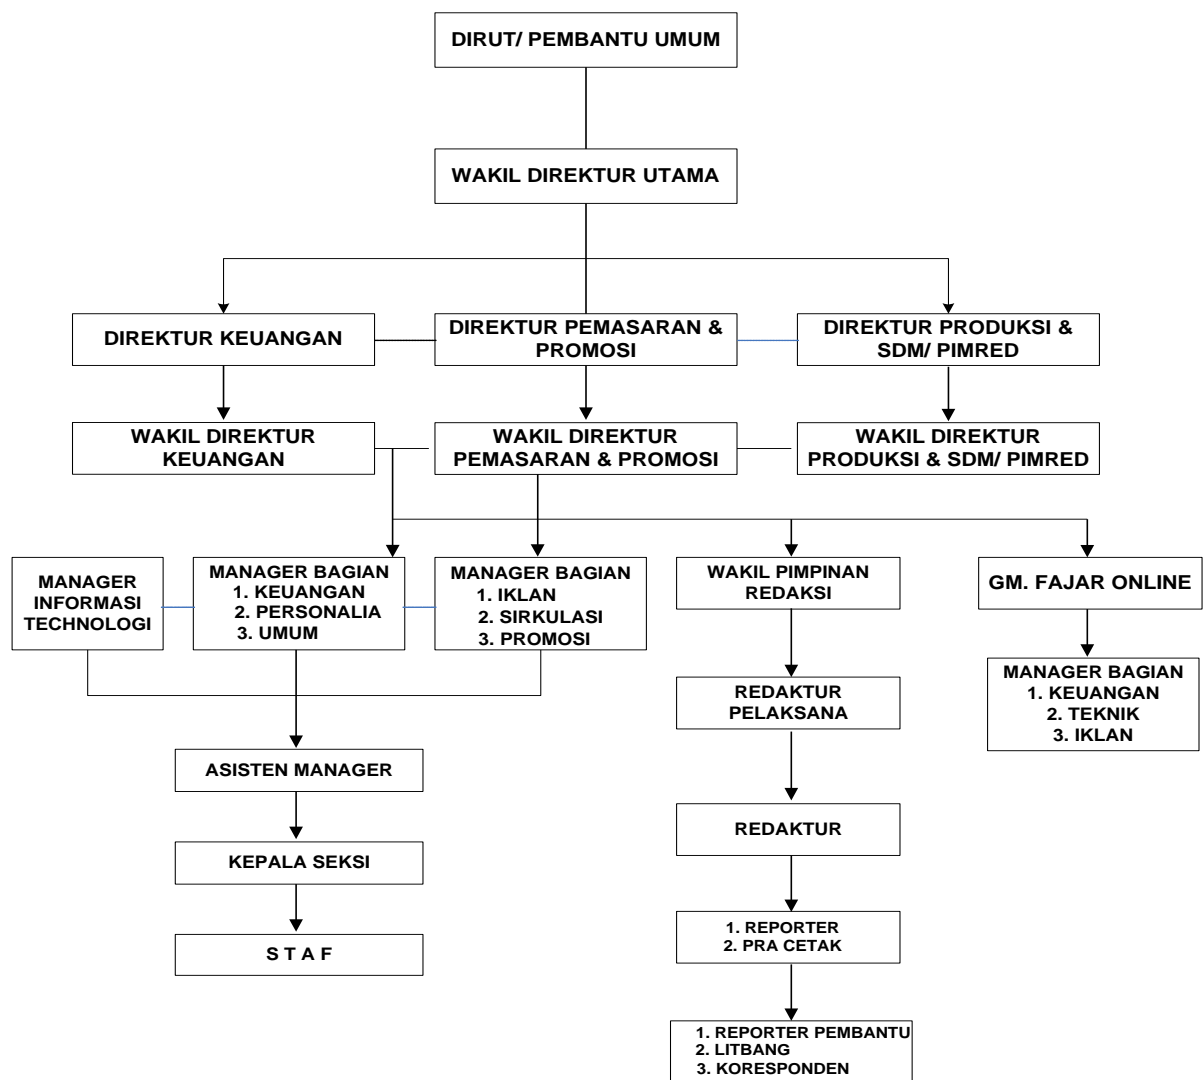 DIRUT/ PEMBANTU UMUM
WAKIL DIREKTUR UTAMA
DIREKTUR KEUANGAN
DIREKTUR PEMASARAN &
PROMOSI
DIREKTUR PRODUKSI &
SDM/ PIMRED
WAKIL DIREKTUR
KEUANGAN
WAKIL DIREKTUR
PEMASARAN & PROMOSI
WAKIL DIREKTUR
PRODUKSI & SDM/ PIMRED
MANAGER
INFORMASI
TECHNOLOGI
MANAGER BAGIAN
1. KEUANGAN
2. PERSONALIA
3. UMUM
MANAGER BAGIAN
1. IKLAN
2. SIRKULASI
3. PROMOSI
WAKIL PIMPINAN
REDAKSI
GM. FAJAR ONLINE
MANAGER BAGIAN
1. KEUANGAN
2. TEKNIK
3. IKLAN
REDAKTUR
PELAKSANA
ASISTEN MANAGER
REDAKTUR
KEPALA SEKSI
1. REPORTER
2. PRA CETAK
S T A F
1. REPORTER PEMBANTU
2. LITBANG
3. KORESPONDEN